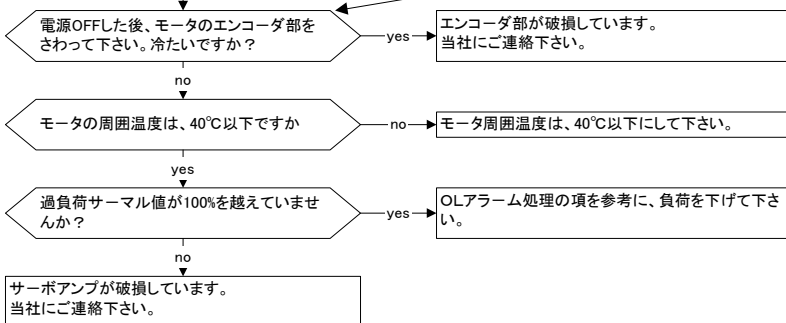 電源OFFした後、モータのエンコーダ部を
さわって下さい。冷たいですか？
yes
エンコーダ部が破損しています。
当社にご連絡下さい。
no
モータの周囲温度は、40℃以下ですか
no
モータ周囲温度は、40℃以下にして下さい。
yes
過負荷サーマル値が100%を越えていませ
んか？
yes
OLアラーム処理の項を参考に、負荷を下げて下さ
い。
no
サーボアンプが破損しています。
当社にご連絡下さい。